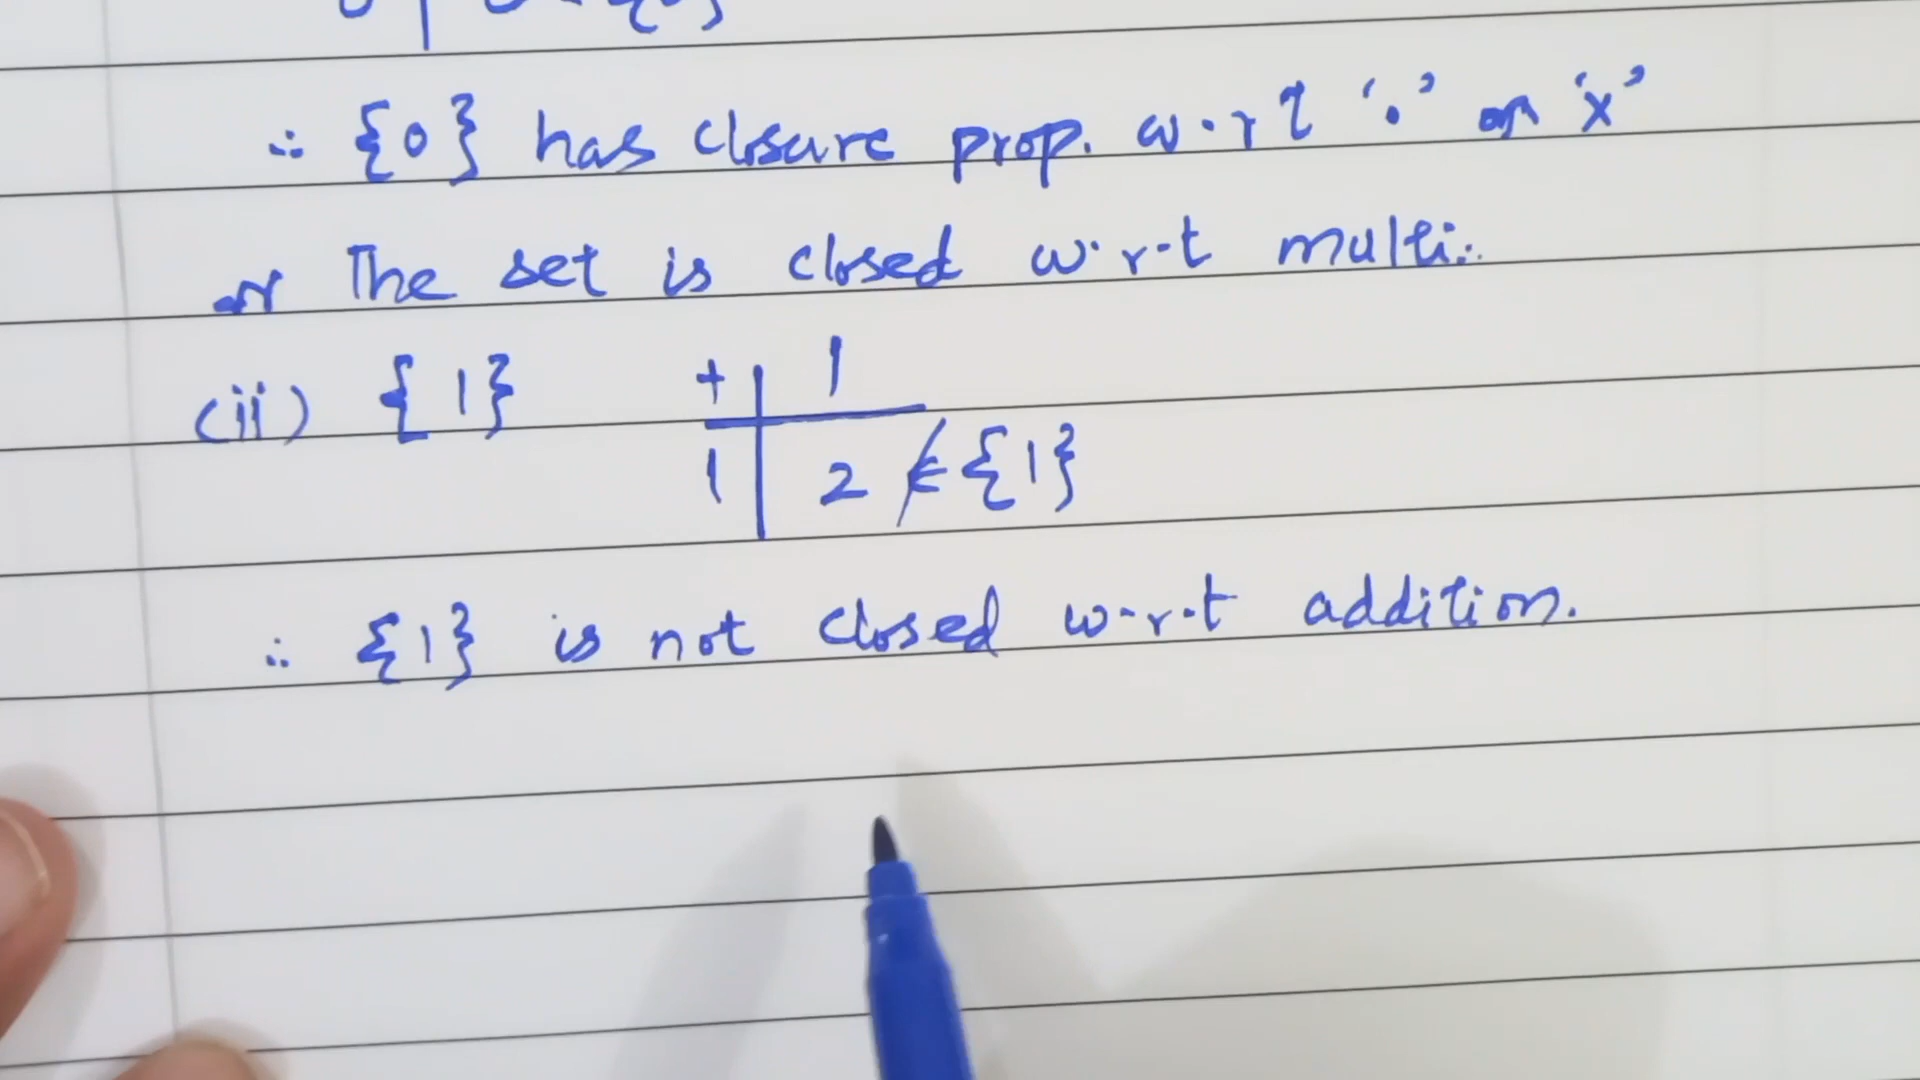 ∴ {0} has closure prop. w.r.t '.' or 'x'
or The set is closed w.r.t multi.
(ii) {1} + 1
1 2 ∉ {1}
∴ {1} is not closed w.r.t addition.